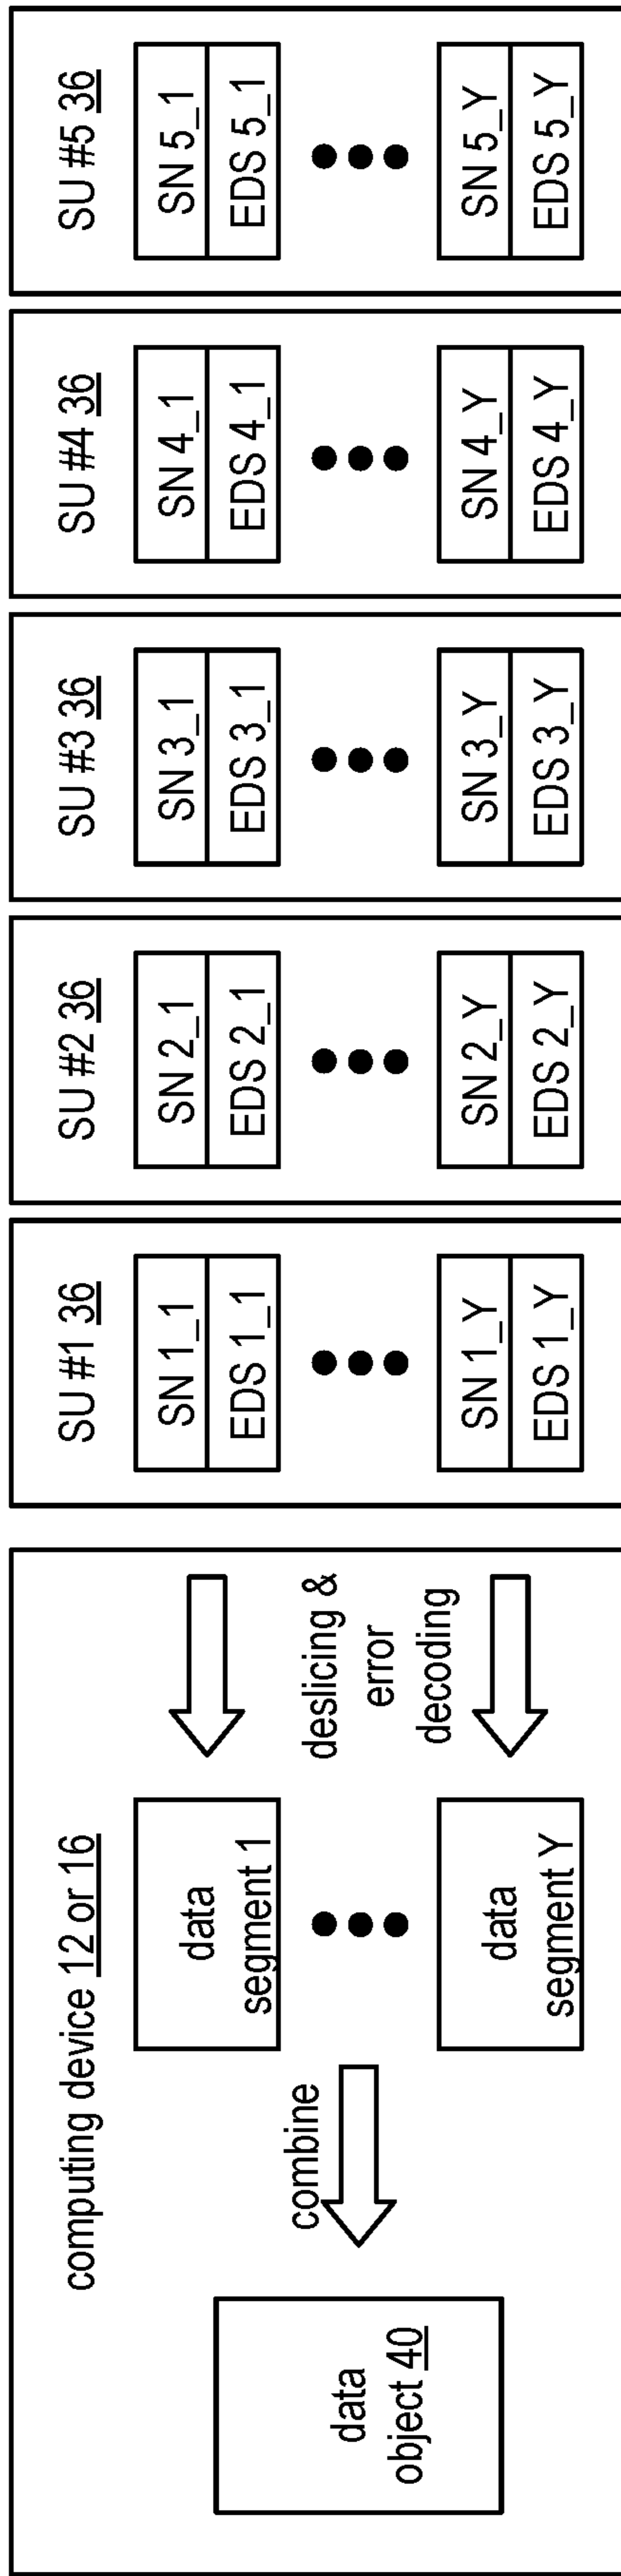 computing device 12 or 16
data
object 40
combine
data
segment 1
data
segment Y
deslicing &
error
decoding
SU #1 36
SN 1_1
EDS 1_1
SN 1_Y
EDS 1_Y
SU #2 36
SN 2_1
EDS 2_1
SN 2_Y
EDS 2_Y
SU #3 36
SN 3_1
EDS 3_1
SN 3_Y
EDS 3_Y
SU #4 36
SN 4_1
EDS 4_1
SN 4_Y
EDS 4_Y
SU #5 36
SN 5_1
EDS 5_1
SN 5_Y
EDS 5_Y